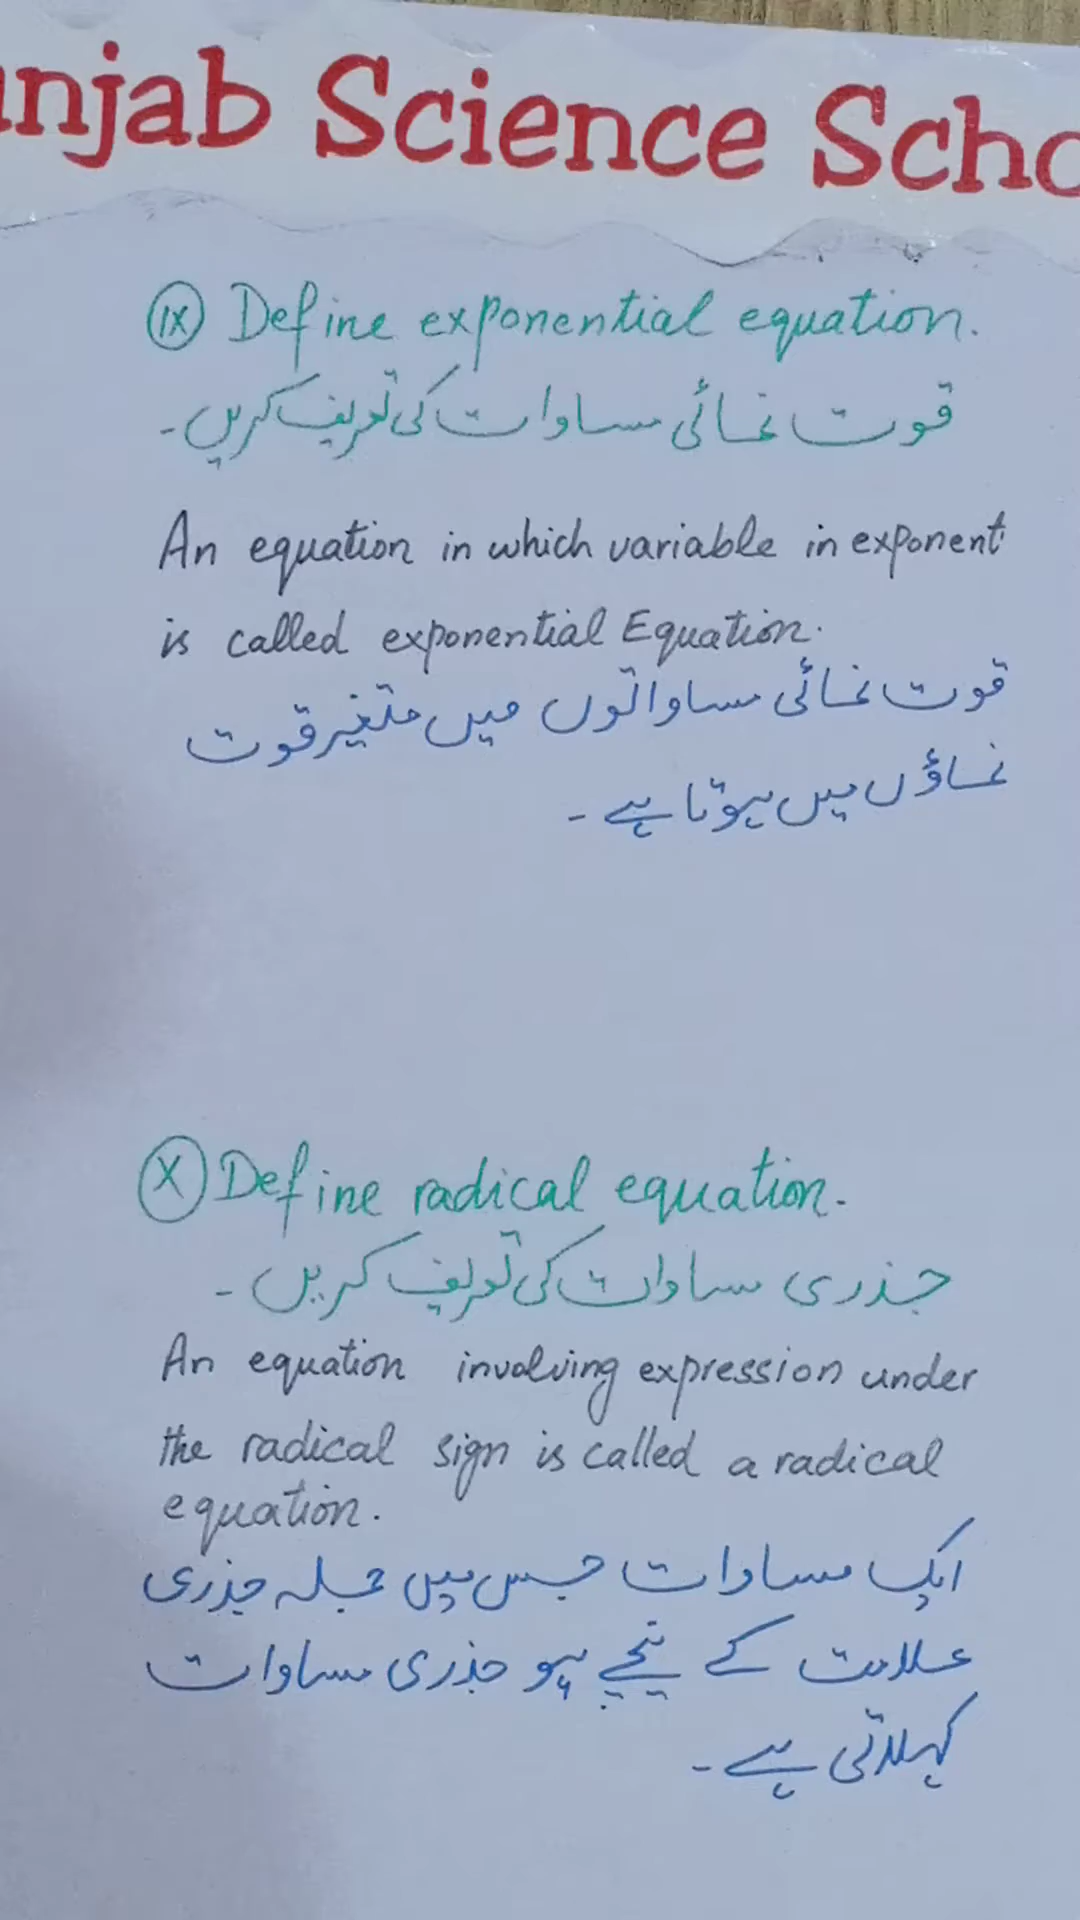 njab Science Scho
(ix) Define exponential equation.
قوت نمائی مساوات کی تعریف کریں۔
An equation in which variable in exponent
is called exponential Equation.
قوت نمائی مساواتوں میں متغیر قوت
نماؤں میں ہوتا ہے۔
(x) Define radical equation.
جذری مساوات کی تعریف کریں۔
An equation involving expression under
the radical sign is called a radical
equation.
ایک مساوات جس میں جملہ جذری
علامت کے نیچے ہو جذری مساوات
کہلاتی ہے۔